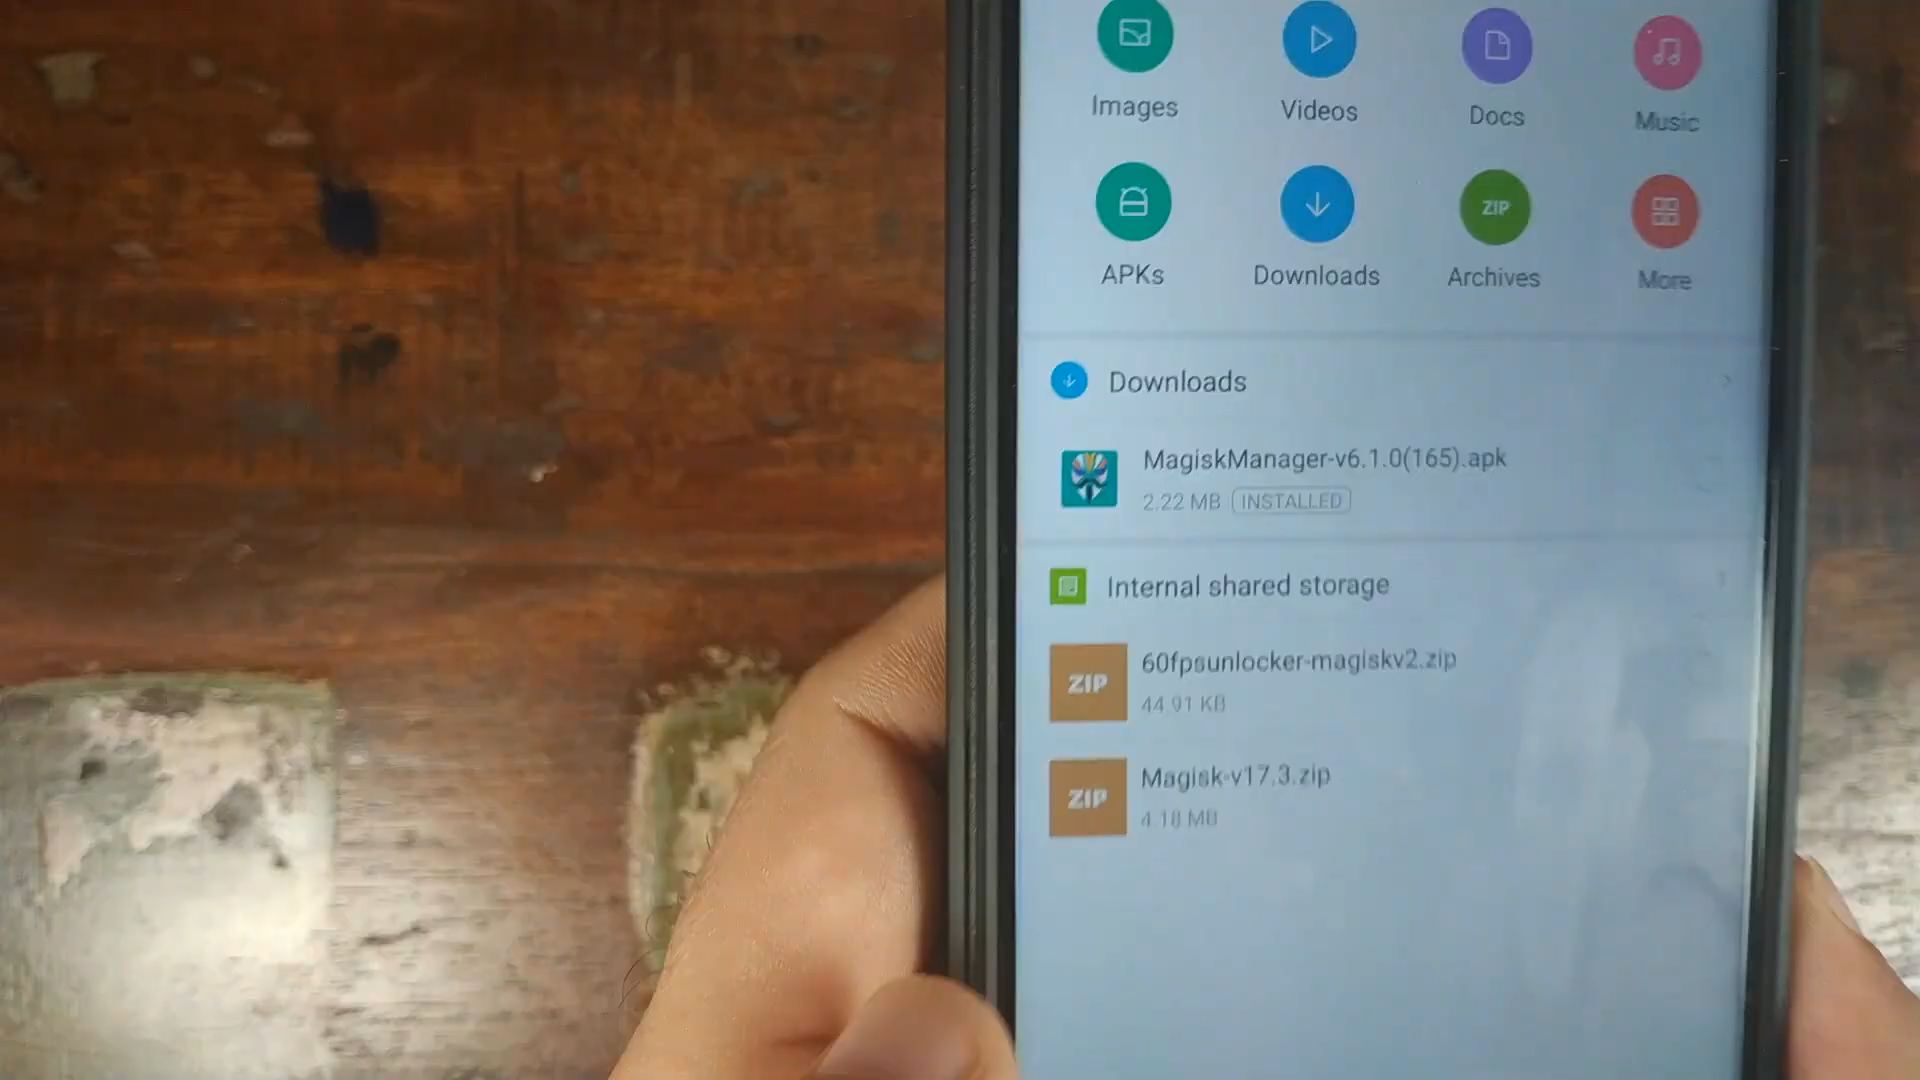 Images
Videos
Docs
Music
APKs
Downloads
ZIP
Archives
More
Downloads
MagiskManager-v6.1.0(165).apk
2.22 MB INSTALLED
Internal shared storage
ZIP
60fpsunlocker-magiskv2.zip
44.91 KB
ZIP
Magisk-v17.3.zip
4.18 MB